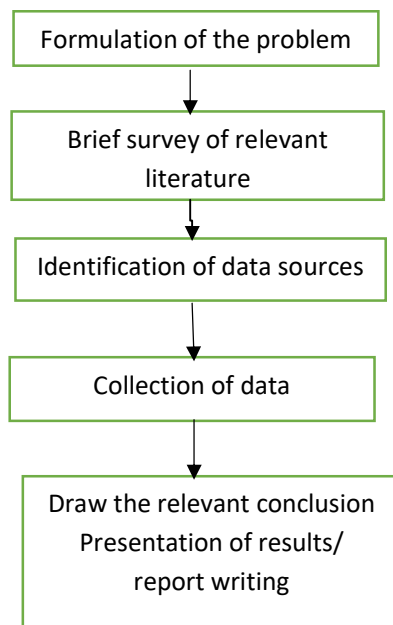 Formulation of the problem
Brief survey of relevant
literature
Identification of data sources
Collection of data
Draw the relevant conclusion
Presentation of results/
report writing